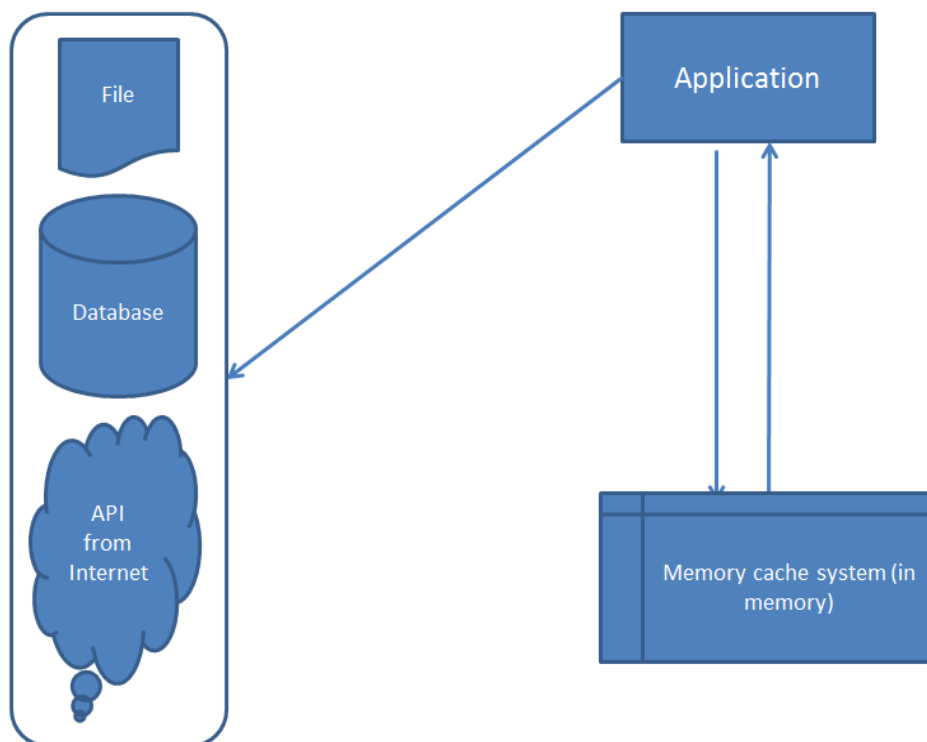 File
Application
Database
API
from
Internet
Memory cache system (in
memory)